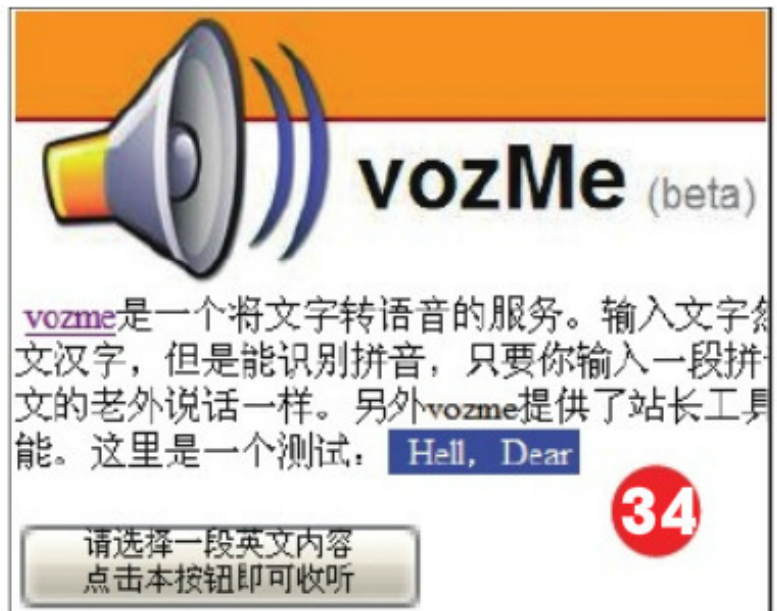 vozMe (beta)
vozme是一个将文字转语音的服务。输入文字然
文汉字，但是能识别拼音，只要你输入一段拼
文的老外说话一样。另外vozme提供了站长工具
能。这里是一个测试： Hell，Dear
34
请选择一段英文内容
点击本按钮即可收听